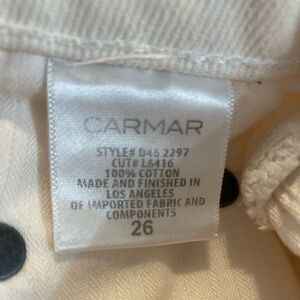 CARMAR
STYLE# D46 2297
CUT# L6416
100% COTTON
MADE AND FINISHED IN
LOS ANGELES
OF IMPORTED FABRIC AND
COMPONENTS
26